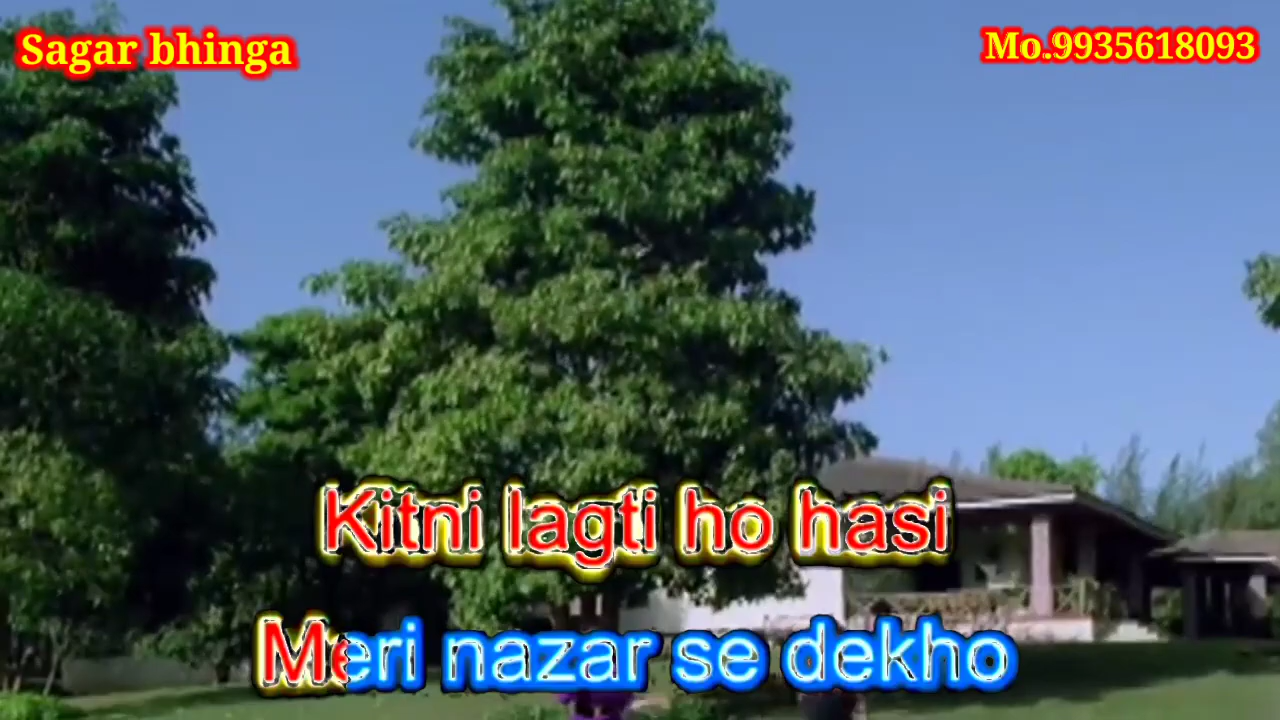 Sagar bhinga
Mo.9935618093
Kitni lagti ho hasi
Meri nazar se dekho